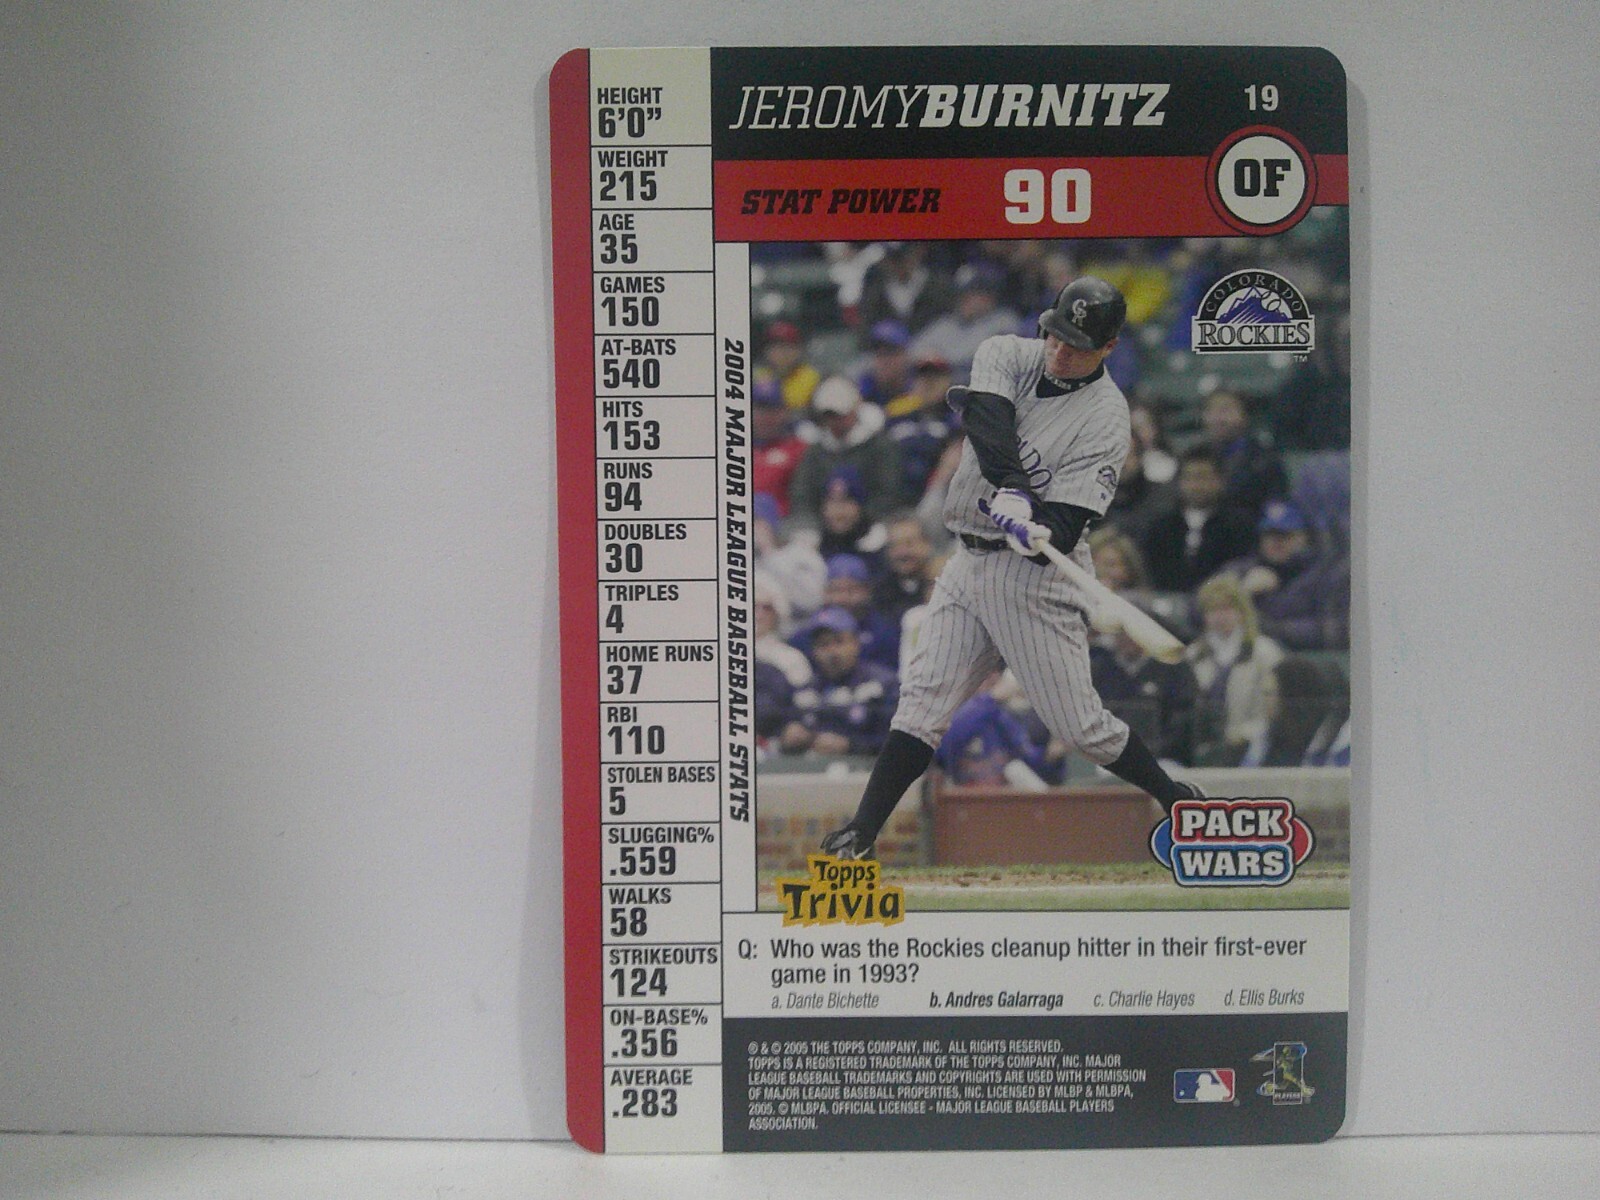 JEROMY BURNITZ
19
STAT POWER 90
OF
HEIGHT
6'0"
WEIGHT
215
AGE
35
GAMES
150
AT-BATS
540
HITS
153
RUNS
94
DOUBLES
30
TRIPLES
4
HOME RUNS
37
RBI
110
STOLEN BASES
5
SLUGGING%
.559
WALKS
58
STRIKEOUTS
124
ON-BASE%
.356
AVERAGE
.283
2004 MAJOR LEAGUE BASEBALL STATS
COLORADO
ROCKIES
TM
CR
PACK
WARS
Topps
Trivia
Q: Who was the Rockies cleanup hitter in their first-ever
game in 1993?
a. Dante Bichette b. Andres Galarraga c. Charlie Hayes d. Ellis Burks
® & © 2005 THE TOPPS COMPANY, INC. ALL RIGHTS RESERVED.
TOPPS IS A REGISTERED TRADEMARK OF THE TOPPS COMPANY, INC. MAJOR
LEAGUE BASEBALL TRADEMARKS AND COPYRIGHTS ARE USED WITH PERMISSION
OF MAJOR LEAGUE BASEBALL PROPERTIES, INC. LICENSED BY MLBP & MLBPA,
2005. © MLBPA. OFFICIAL LICENSEE - MAJOR LEAGUE BASEBALL PLAYERS
ASSOCIATION.
PLAYERS